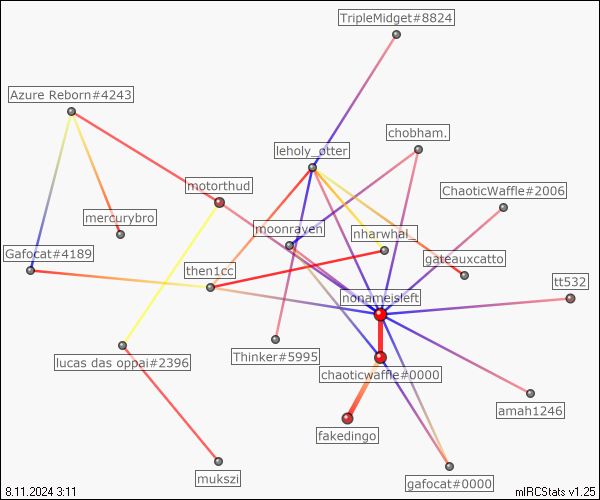 TripleMidget#8824
Azure Reborn#4243
chobham.
leholy_otter
motorthud
ChaoticWaffle#2006
mercurybro
moonraven
nharwhal_
Gafocat#4189
gateauxcatto
then1cc
tt532
nonameisleft
Thinker#5995
lucas das oppai#2396
chaoticwaffle#0000
amah1246
fakedingo
mukszi
gafocat#0000
8.11.2024 3:11
mIRCStats v1.25